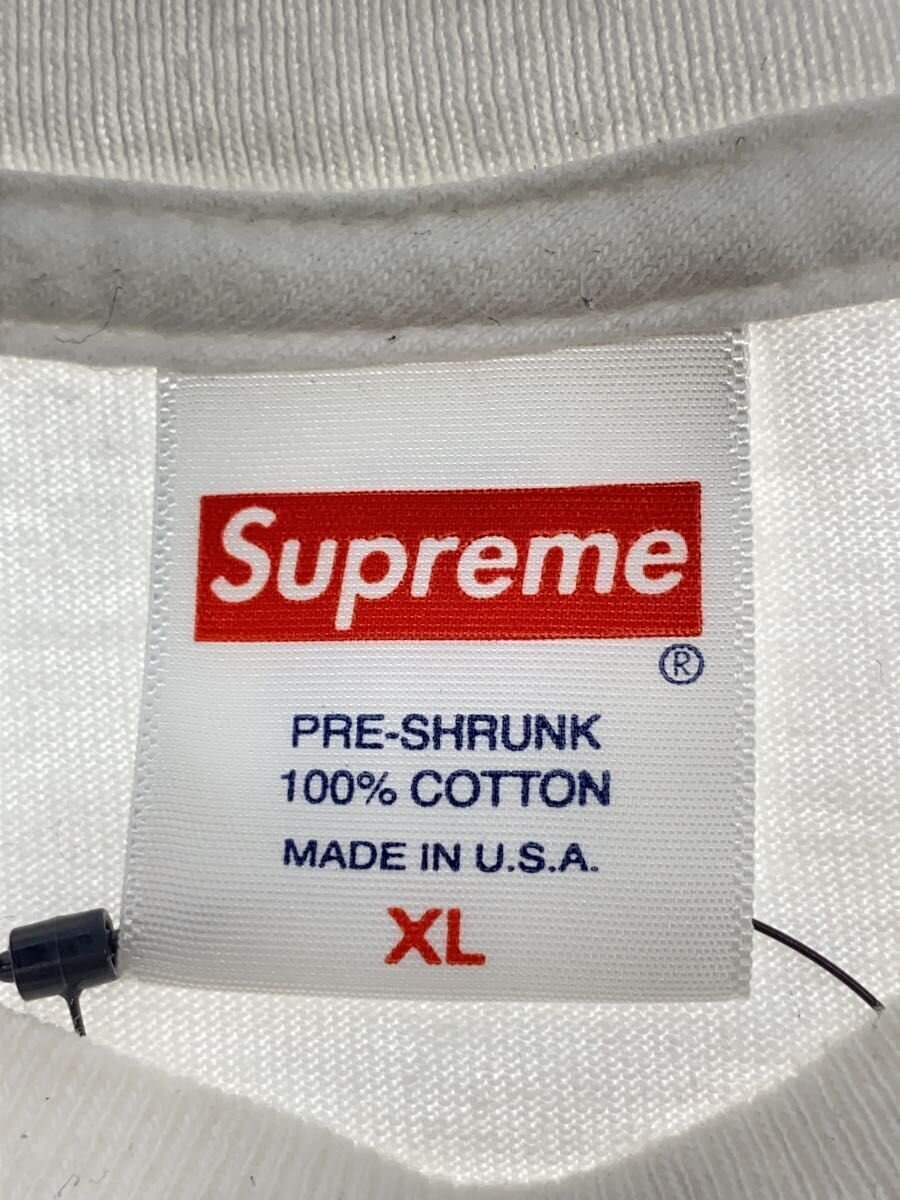 Supreme
®
PRE-SHRUNK
100% COTTON
MADE IN U.S.A.
XL